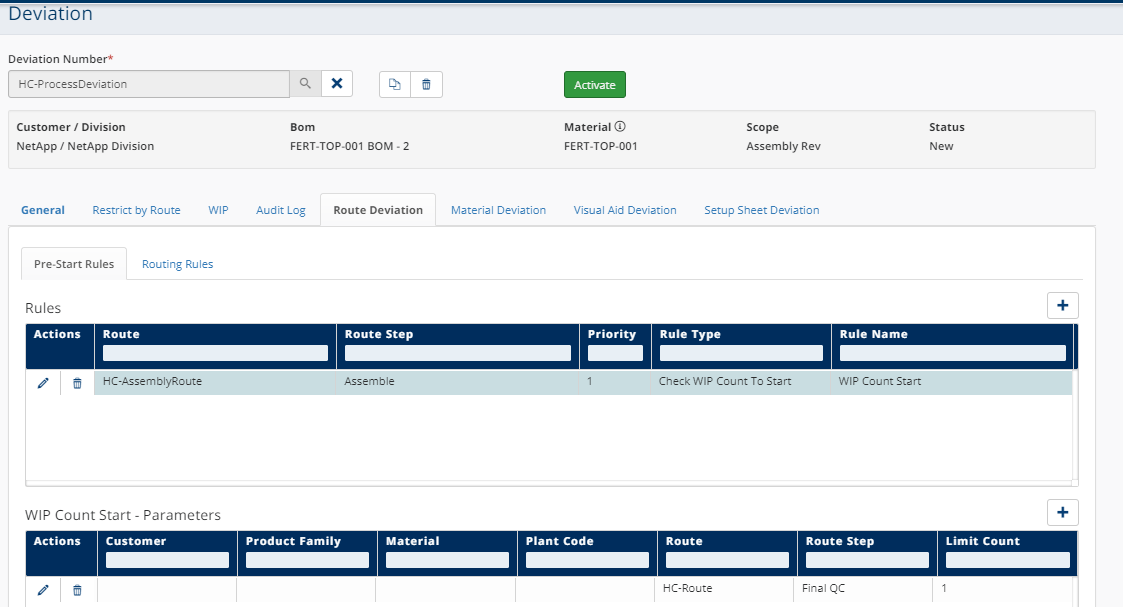 Deviation
Deviation Number*
HC-ProcessDeviation
Activate
Customer / Division Bom Material Scope Status
NetApp / NetApp Division FERT-TOP-001 BOM - 2 FERT-TOP-001 Assembly Rev New
General Restrict by Route WIP Audit Log Route Deviation Material Deviation Visual Aid Deviation Setup Sheet Deviation
Pre-Start Rules Routing Rules
Rules
Actions Route Route Step Priority Rule Type Rule Name
HC-AssemblyRoute Assemble 1 Check WIP Count To Start WIP Count Start
WIP Count Start - Parameters
Actions Customer Product Family Material Plant Code Route Route Step Limit Count
HC-Route Final QC 1